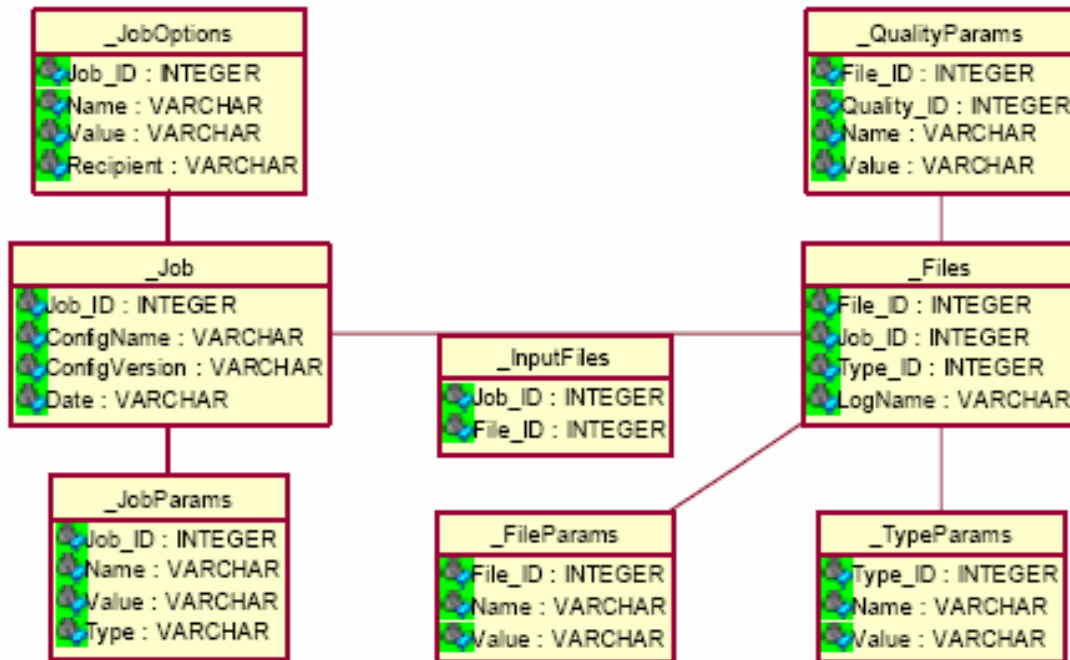 _JobOptions
Job_ID : INTEGER
Name : VARCHAR
Value : VARCHAR
Recipient : VARCHAR
_QualityParams
File_ID : INTEGER
Quality_ID : INTEGER
Name : VARCHAR
Value : VARCHAR
_Job
Job_ID : INTEGER
ConfigName : VARCHAR
ConfigVersion : VARCHAR
Date : VARCHAR
_InputFiles
Job_ID : INTEGER
File_ID : INTEGER
_Files
File_ID : INTEGER
Job_ID : INTEGER
Type_ID : INTEGER
LogName : VARCHAR
_JobParams
Job_ID : INTEGER
Name : VARCHAR
Value : VARCHAR
Type : VARCHAR
_FileParams
File_ID : INTEGER
Name : VARCHAR
Value : VARCHAR
_TypeParams
Type_ID : INTEGER
Name : VARCHAR
Value : VARCHAR